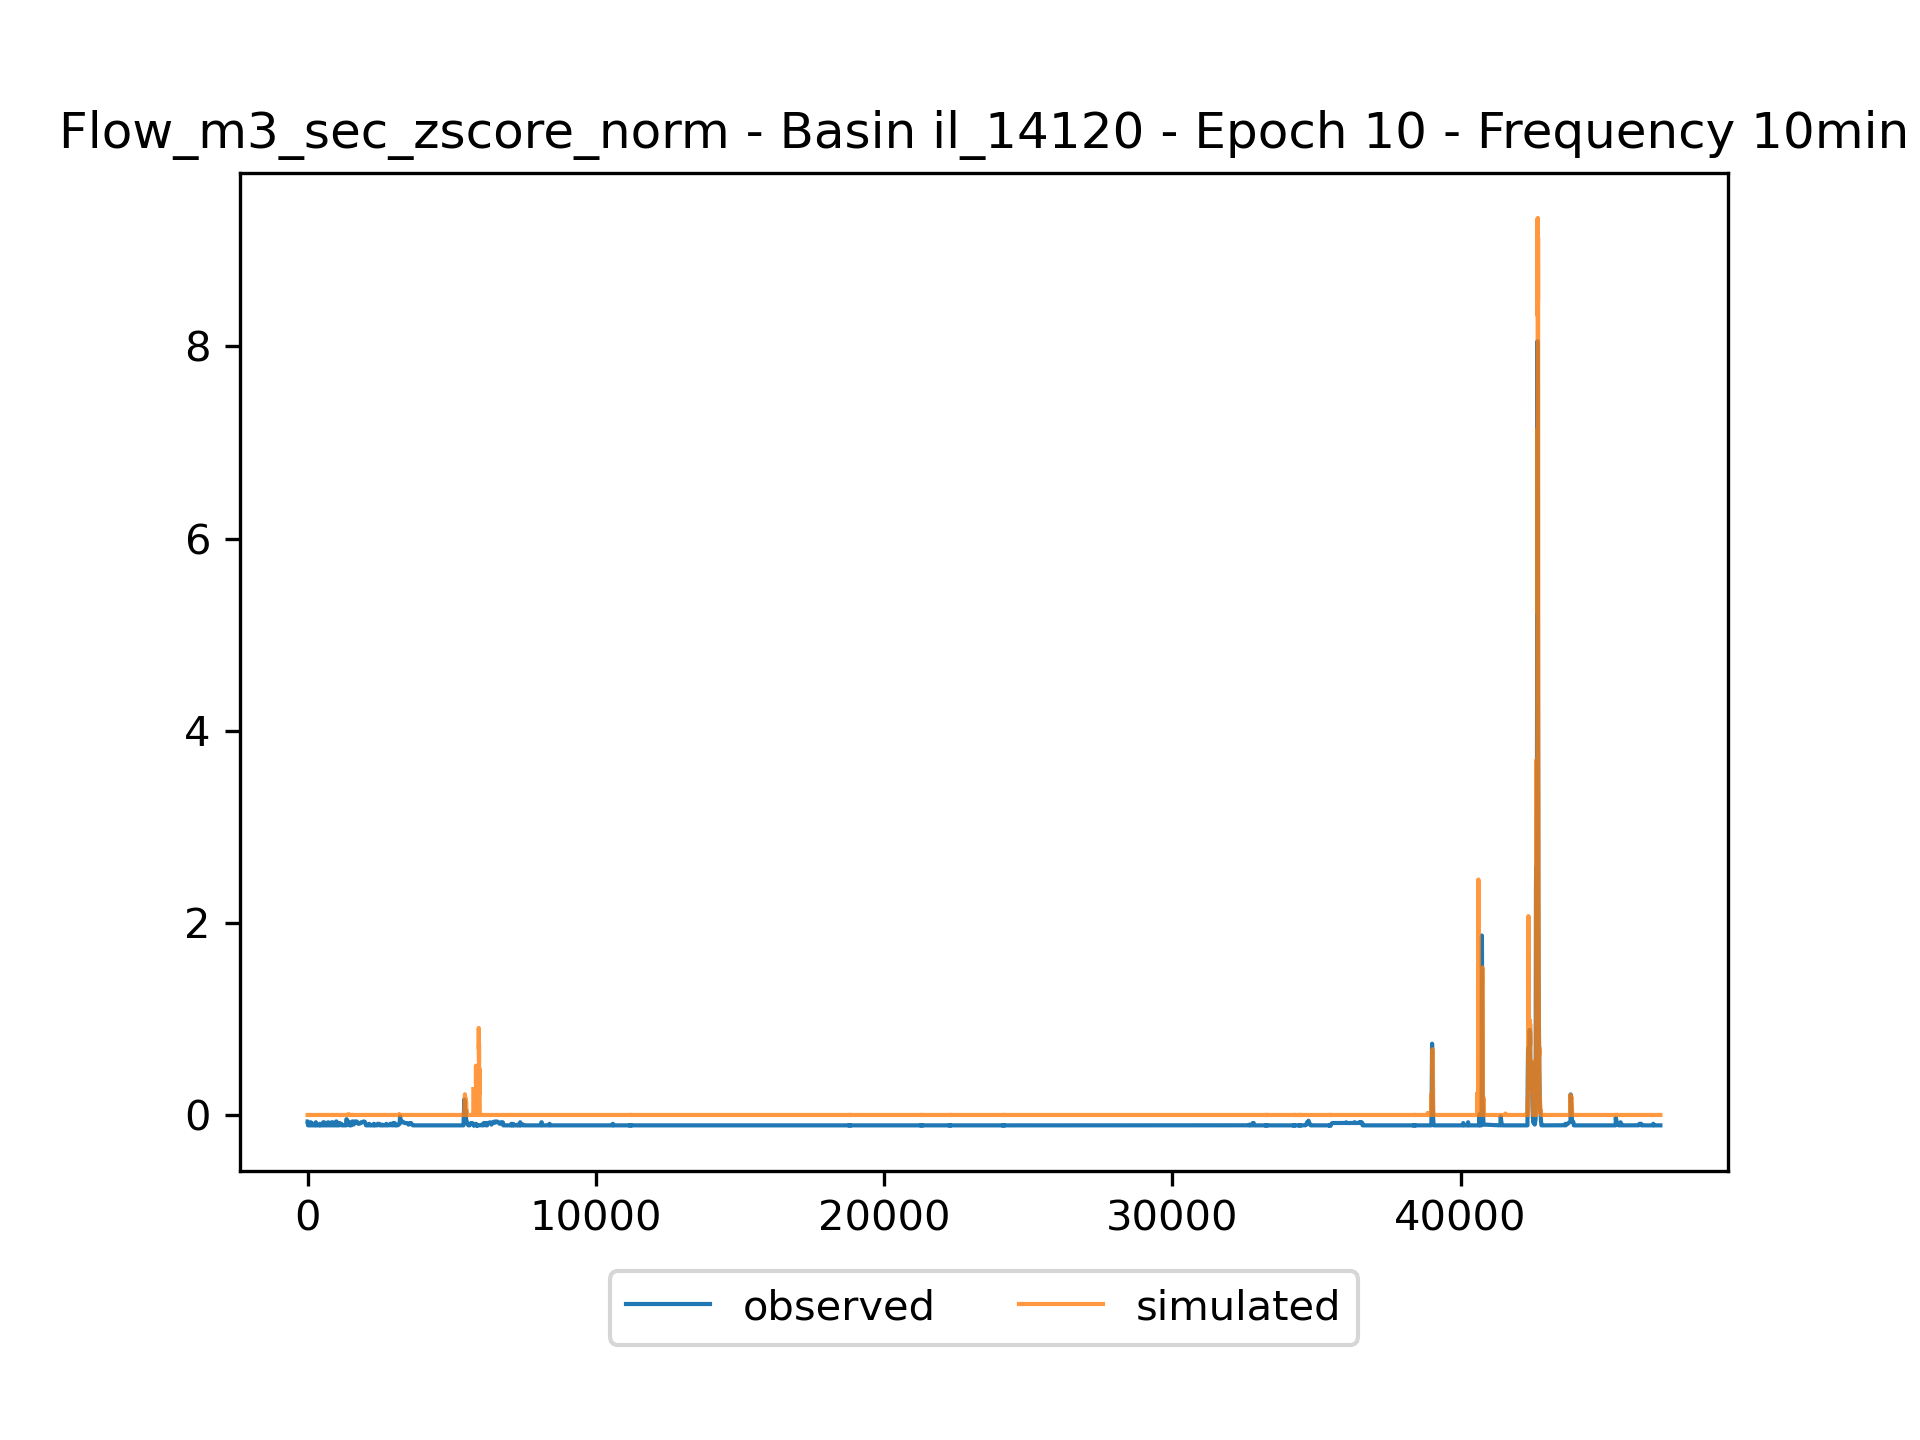 Flow_m3_sec_zscore_norm - Basin il_14120 - Epoch 10 - Frequency 10min
8
6
4
2
0
0 10000 20000 30000 40000
observed simulated